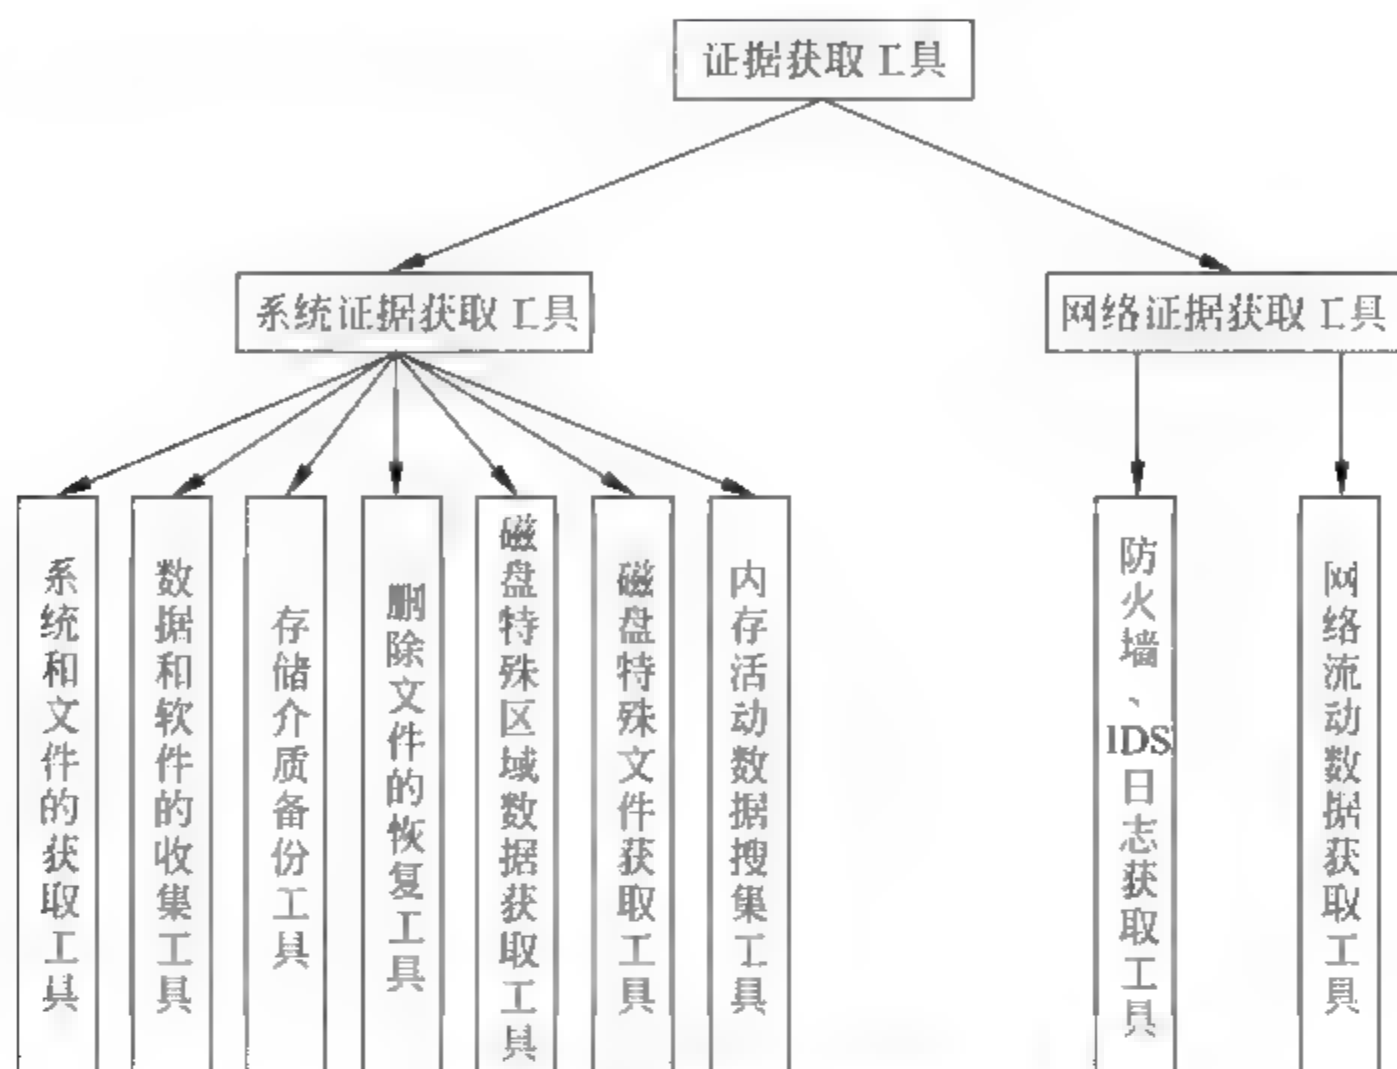 证据获取工具
系统证据获取工具
网络证据获取工具
系统和文件的获取工具
数据和软件的收集工具
存储介质备份工具
删除文件的恢复工具
磁盘特殊区域数据获取工具
磁盘特殊文件获取工具
内存活动数据搜集工具
防火墙、IDS日志获取工具
网络流动数据获取工具